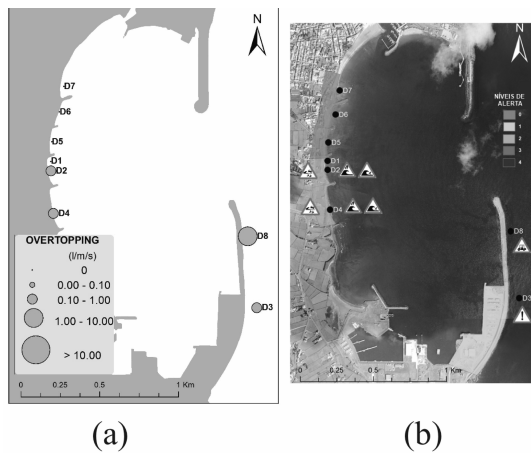 N
D7
D6
D5
D1
D2
D4
D8
D3
OVERTOPPING
(l/m/s)
0
0.00 - 0.10
0.10 - 1.00
1.00 - 10.00
> 10.00
0 0.25 0.5 1 Km
(a)
N
NÍVEIS DE
ALERTA
0
1
2
3
4
D7
D6
D5
D1
D2
D4
D8
D3
0 0.25 0.5 1 Km
(b)